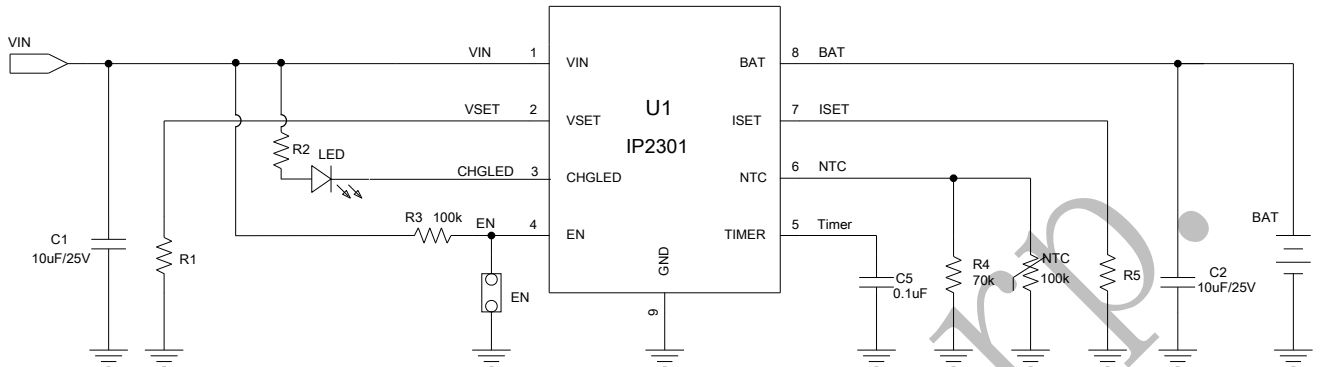 VIN
VIN 1
VIN
VSET 2
VSET
R2
LED
CHGLED 3
CHGLED
R3 100k
EN
4
EN
EN
C1
10uF/25V
R1
U1
IP2301
GND
9
BAT
8 BAT
ISET
7 ISET
NTC
6 NTC
TIMER
5 Timer
C5
0.1uF
R4
70k
NTC
100k
R5
C2
10uF/25V
BAT
rp.